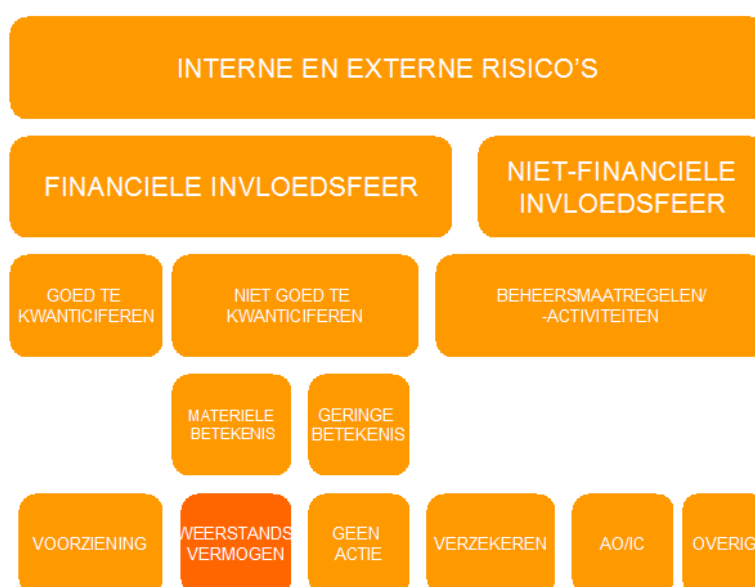 INTERNE EN EXTERNE RISICO'S
FINANCIELE INVLOEDSFEER
NIET-FINANCIELE
INVLOEDSFEER
GOED TE
KWANTICIFEREN
NIET GOED TE
KWANTICIFEREN
BEHEERSMAATREGELEN/
-ACTIVITEITEN
MATERIELE
BETEKENIS
GERINGE
BETEKENIS
VOORZIENING
WEERSTANDS
VERMOGEN
GEEN
ACTIE
VERZEKEREN
AO/IC
OVERIG